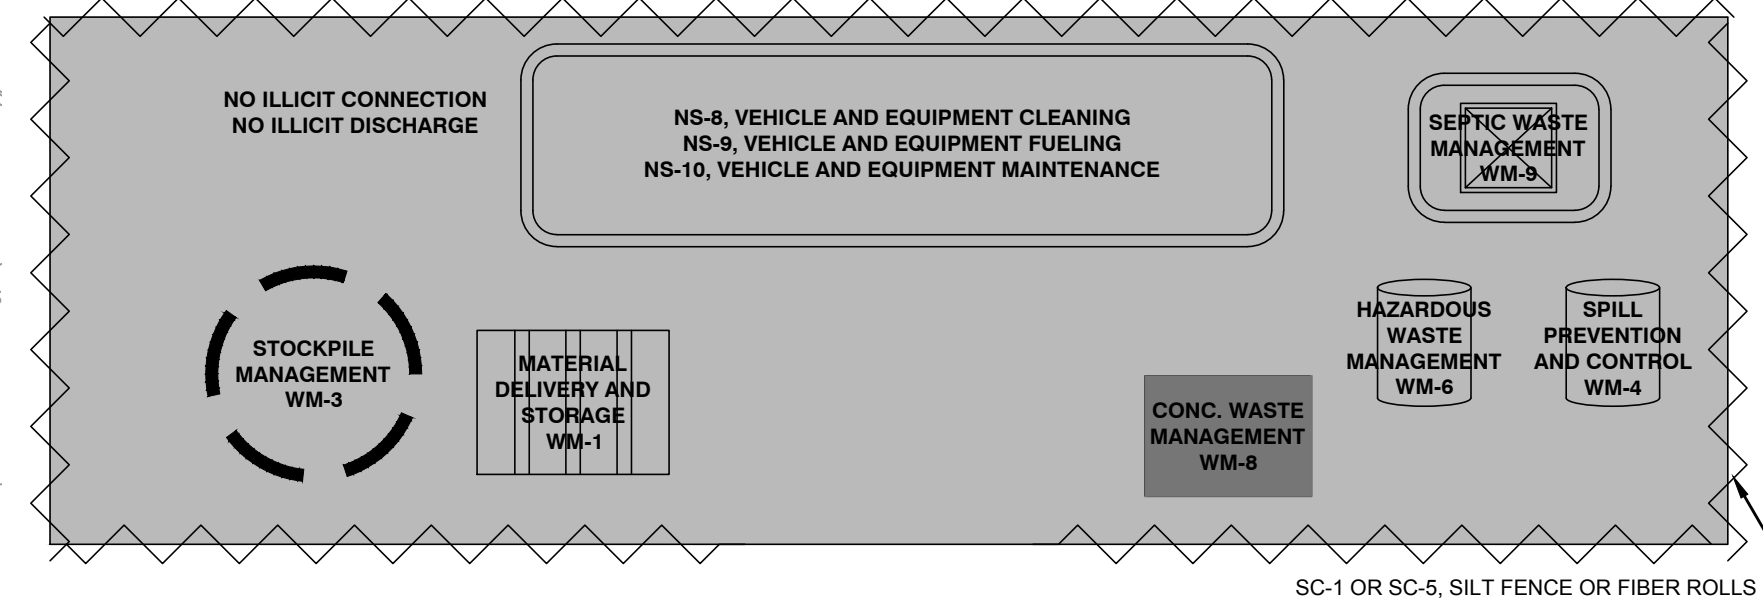 NO ILLICIT CONNECTION
NO ILLICIT DISCHARGE
NS-8, VEHICLE AND EQUIPMENT CLEANING
NS-9, VEHICLE AND EQUIPMENT FUELING
NS-10, VEHICLE AND EQUIPMENT MAINTENANCE
SEPTIC WASTE
MANAGEMENT
WM-9
STOCKPILE
MANAGEMENT
WM-3
MATERIAL
DELIVERY AND
STORAGE
WM-1
CONC. WASTE
MANAGEMENT
WM-8
HAZARDOUS
WASTE
MANAGEMENT
WM-6
SPILL
PREVENTION
AND CONTROL
WM-4
SC-1 OR SC-5, SILT FENCE OR FIBER ROLLS